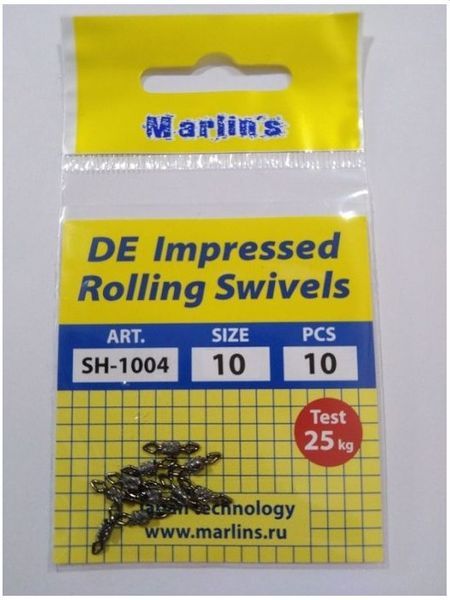 Marlin's
DE Impressed
Rolling Swivels
ART. SIZE PCS
SH-1004 10 10
Test
25 kg
Japan technology
www.marlins.ru